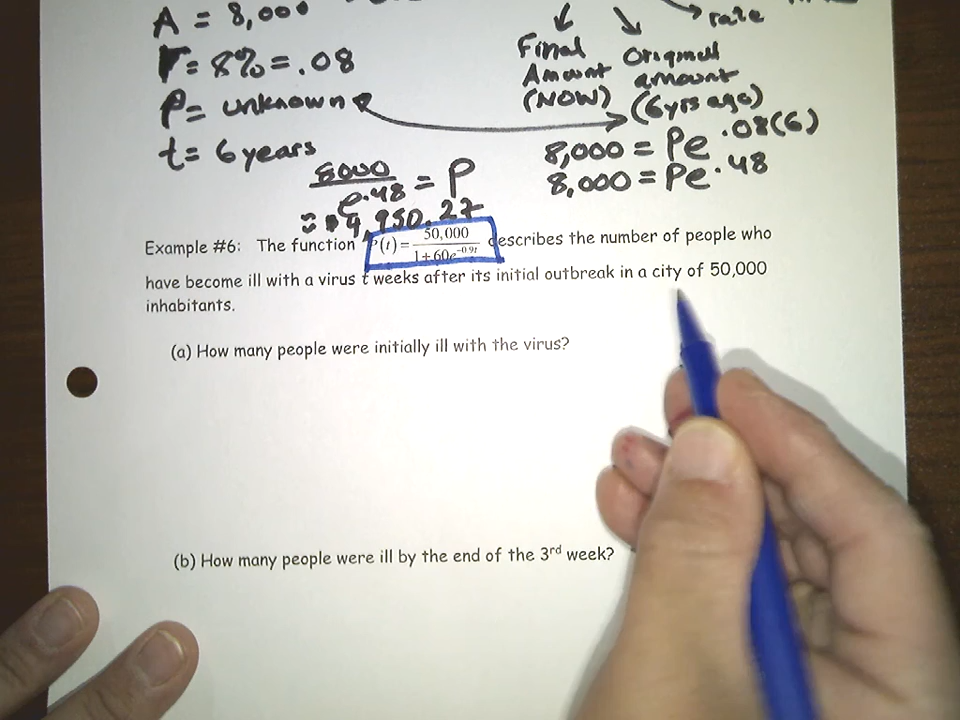 A = 8,000
rate
r = 8% = .08
Final Amount (NOW)
Original amount (6yrs ago)
P = unknown
t = 6 years
8,000 = Pe^.08(6)
8,000 = Pe^.48
8000/e^.48 = P
≈ 4,950.27
Example #6: The function P(t) = 50,000/(1+60e^-0.9t) describes the number of people who
have become ill with a virus t weeks after its initial outbreak in a city of 50,000
inhabitants.
(a) How many people were initially ill with the virus?
(b) How many people were ill by the end of the 3rd week?